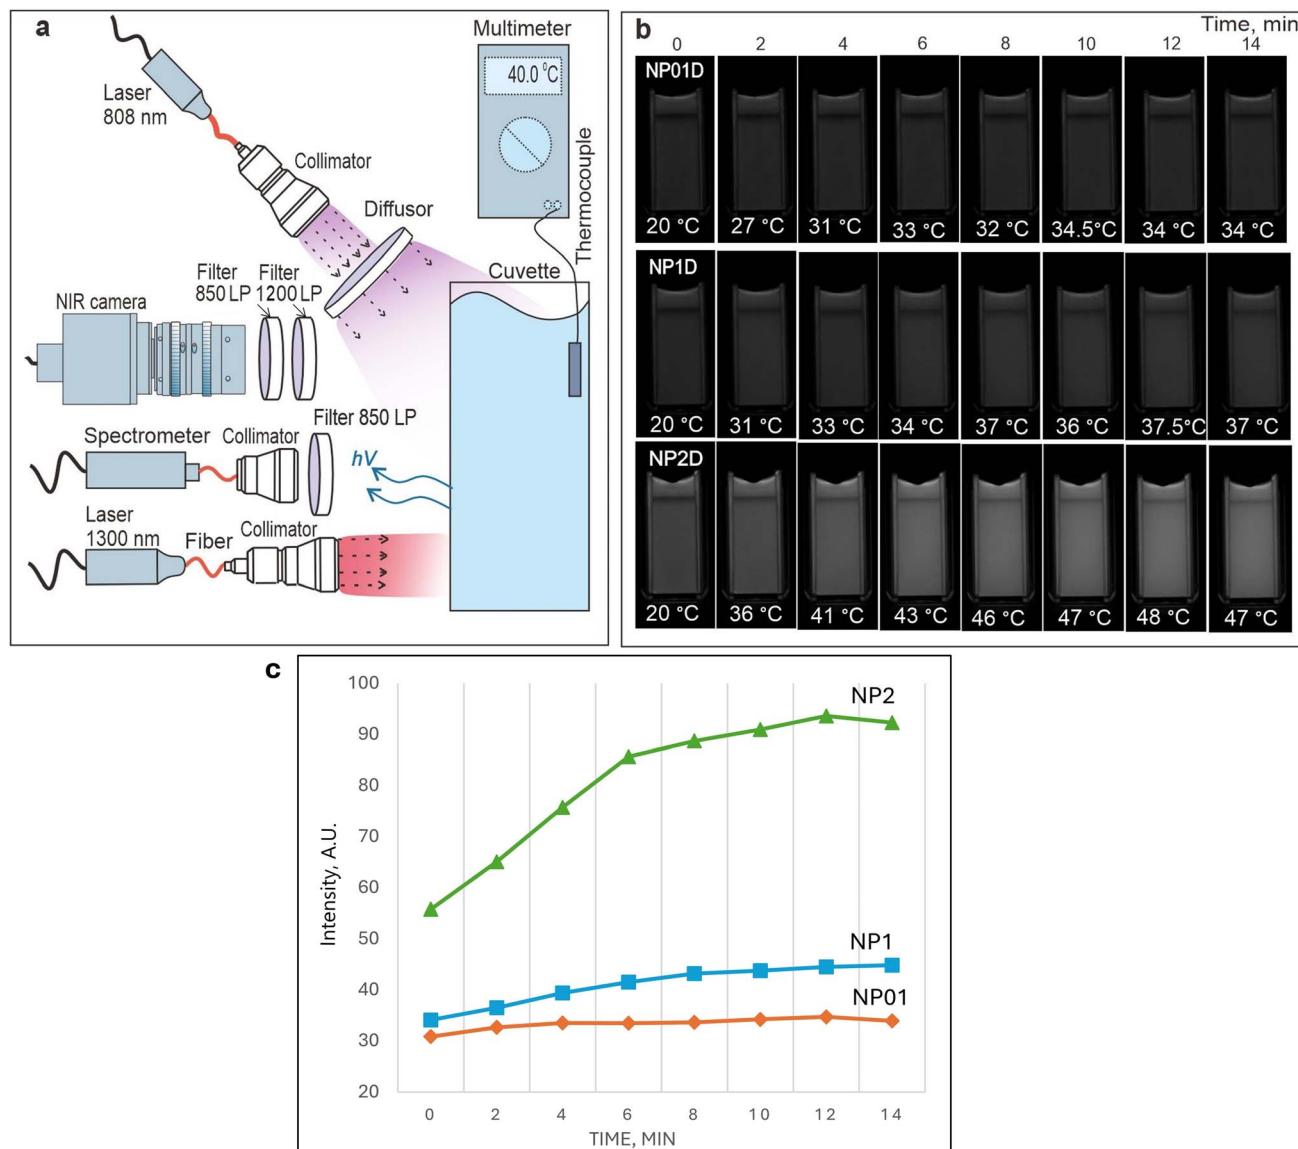 a
Multimeter
40.0 ⁰C
Laser
808 nm
Collimator
Thermocouple
Diffusor
Cuvette
Filter
850 LP
Filter
1200 LP
NIR camera
Filter 850 LP
Spectrometer
Collimator
hV
Laser
1300 nm
Fiber
Collimator
b
Time, min
0 2 4 6 8 10 12 14
NP01D
20 °C 27 °C 31 °C 33 °C 32 °C 34.5°C 34 °C 34 °C
NP1D
20 °C 31 °C 33 °C 34 °C 37 °C 36 °C 37.5°C 37 °C
NP2D
20 °C 36 °C 41 °C 43 °C 46 °C 47 °C 48 °C 47 °C
c
100
90
80
70
60
50
40
30
20
Intensity, A.U.
NP2
NP1
NP01
0 2 4 6 8 10 12 14
TIME, MIN